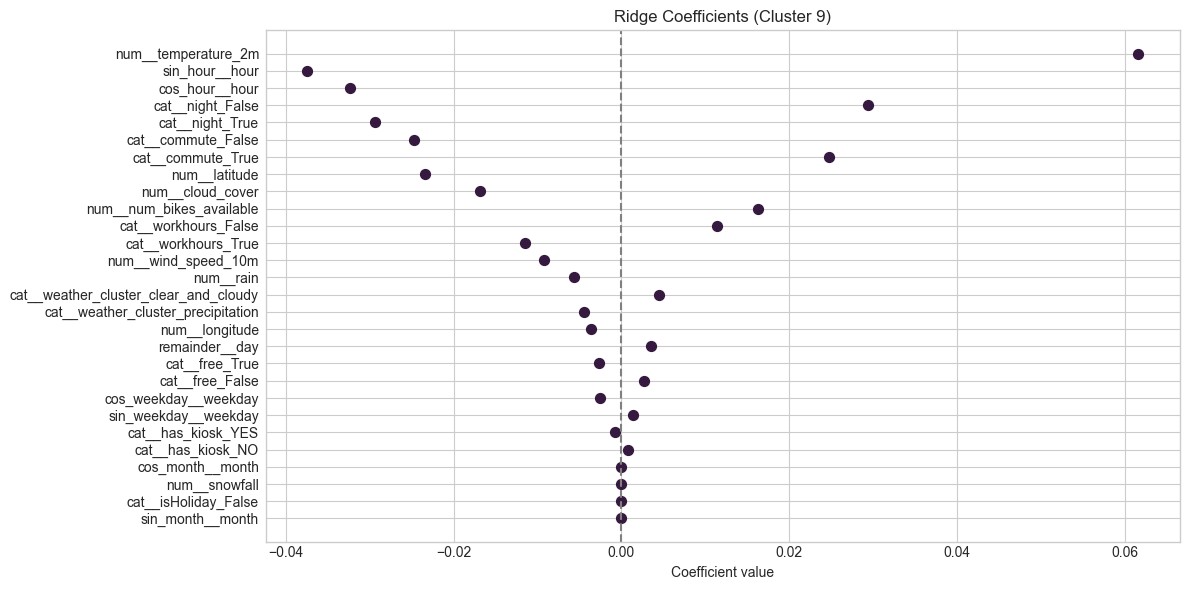 Ridge Coefficients (Cluster 9)
num__temperature_2m
sin_hour__hour
cos_hour__hour
cat__night_False
cat__night_True
cat__commute_False
cat__commute_True
num__latitude
num__cloud_cover
num__num_bikes_available
cat__workhours_False
cat__workhours_True
num__wind_speed_10m
num__rain
cat__weather_cluster_clear_and_cloudy
cat__weather_cluster_precipitation
num__longitude
remainder__day
cat__free_True
cat__free_False
cos_weekday__weekday
sin_weekday__weekday
cat__has_kiosk_YES
cat__has_kiosk_NO
cos_month__month
num__snowfall
cat__isHoliday_False
sin_month__month
−0.04 −0.02 0.00 0.02 0.04 0.06
Coefficient value